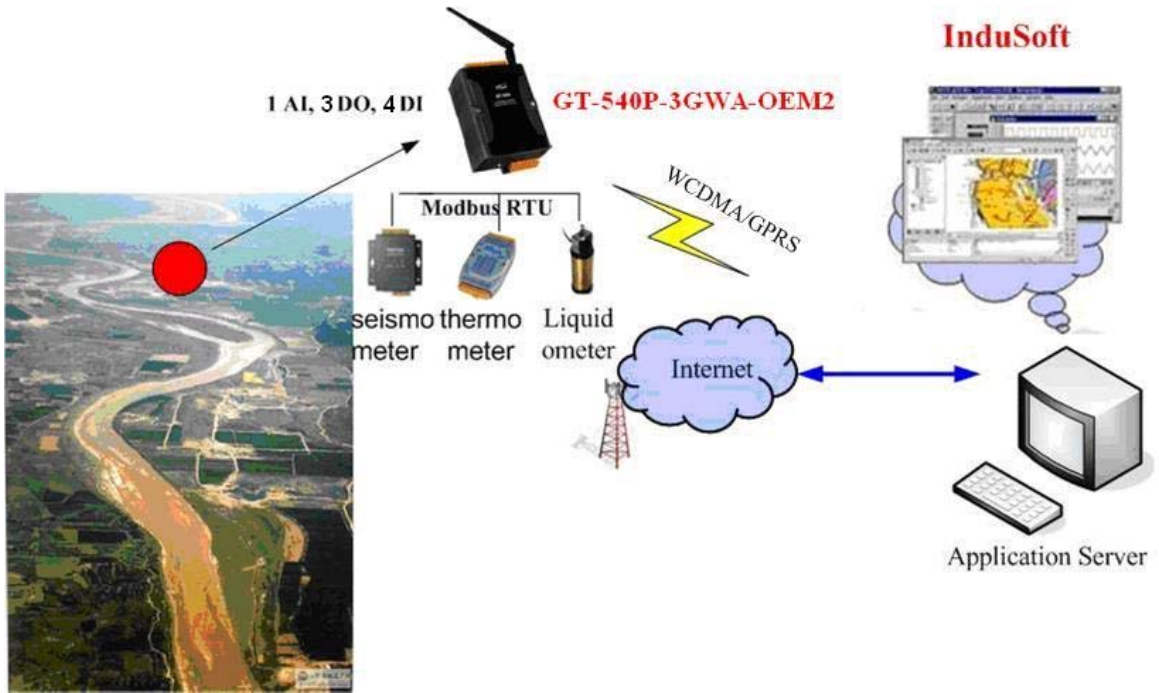 InduSoft
1 AI, 3 DO, 4 DI
GT-540P-3GWA-OEM2
Modbus RTU
WCDMA/GPRS
seismo
meter
thermo
meter
Liquid
ometer
Internet
Application Server